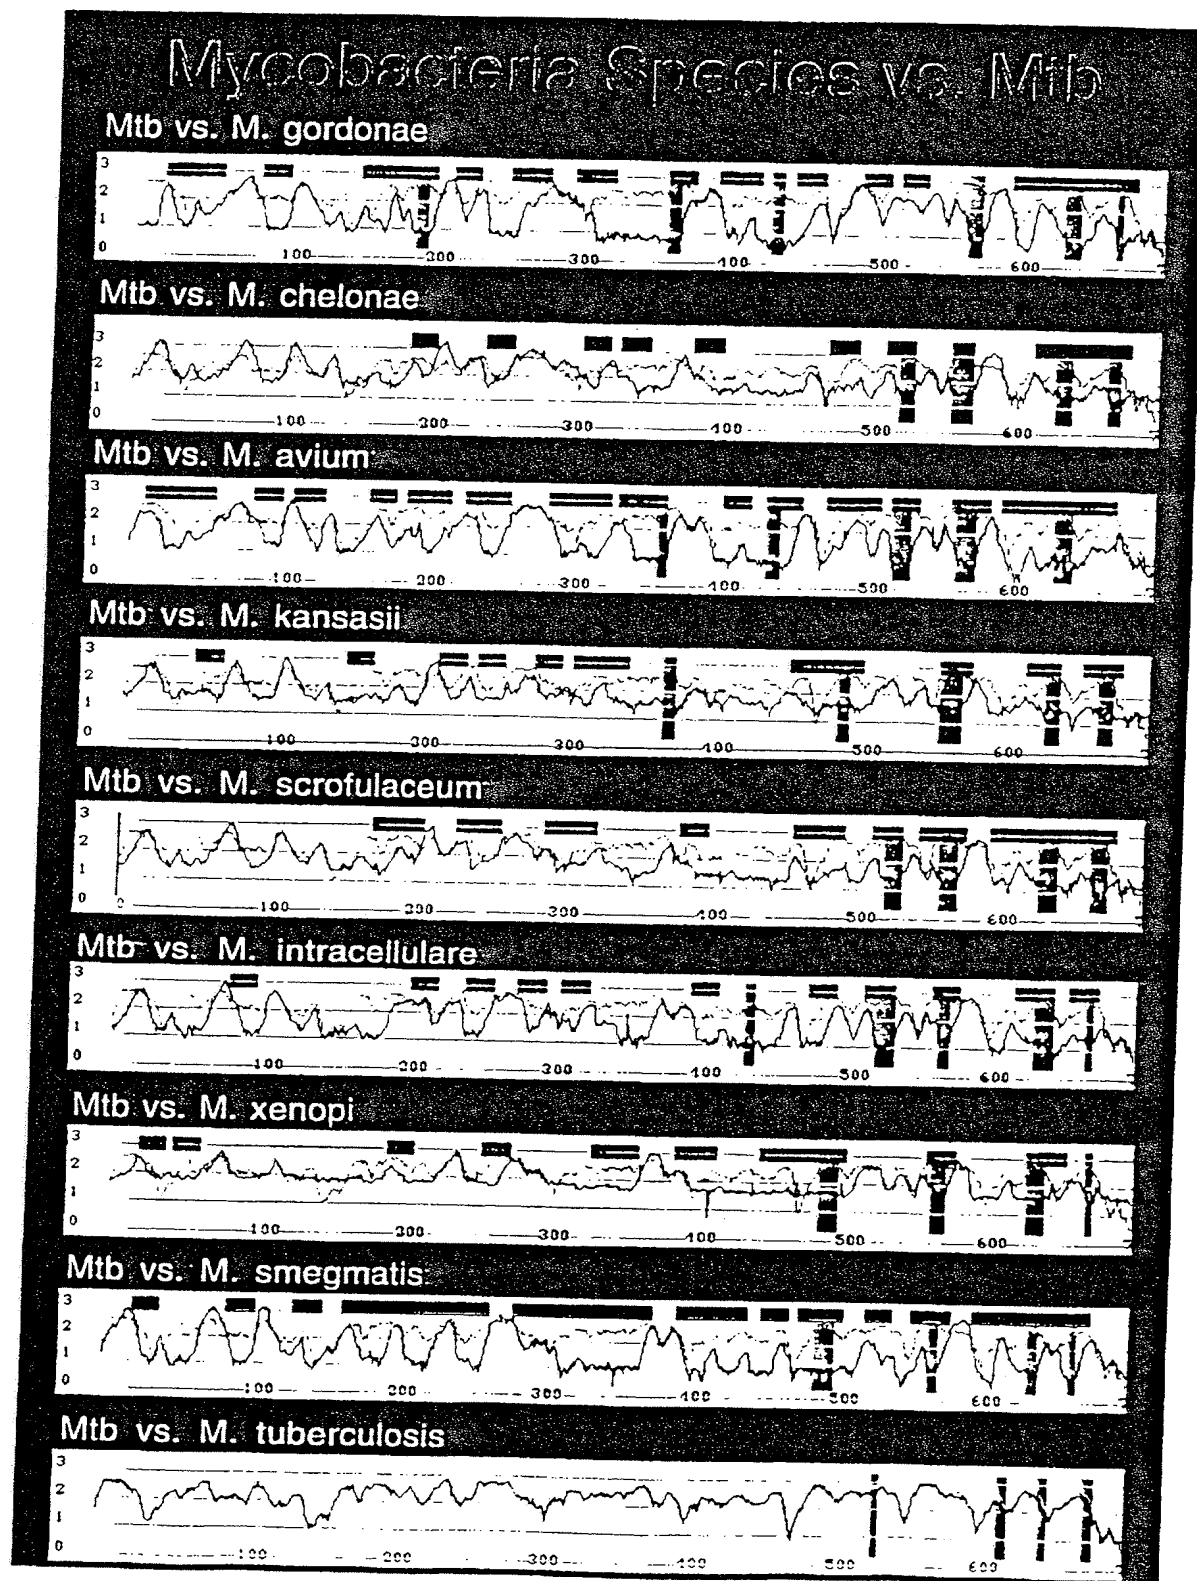 Mycobacteria Species vs. Mtb
Mtb vs. M. gordonae
3
2
1
0
100 200 300 400 500 600
Mtb vs. M. chelonae
3
2
1
0
100 200 300 400 500 600
Mtb vs. M. avium
3
2
1
0
100 200 300 400 500 600
Mtb vs. M. kansasii
3
2
1
0
100 200 300 400 500 600
Mtb vs. M. scrofulaceum
3
2
1
0
0 100 200 300 400 500 600
Mtb vs. M. intracellulare
3
2
1
0
100 200 300 400 500 600
Mtb vs. M. xenopi
3
2
1
0
100 200 300 400 500 600
Mtb vs. M. smegmatis
3
2
1
0
100 200 300 400 500 600
Mtb vs. M. tuberculosis
3
2
1
0
100 200 300 400 500 600